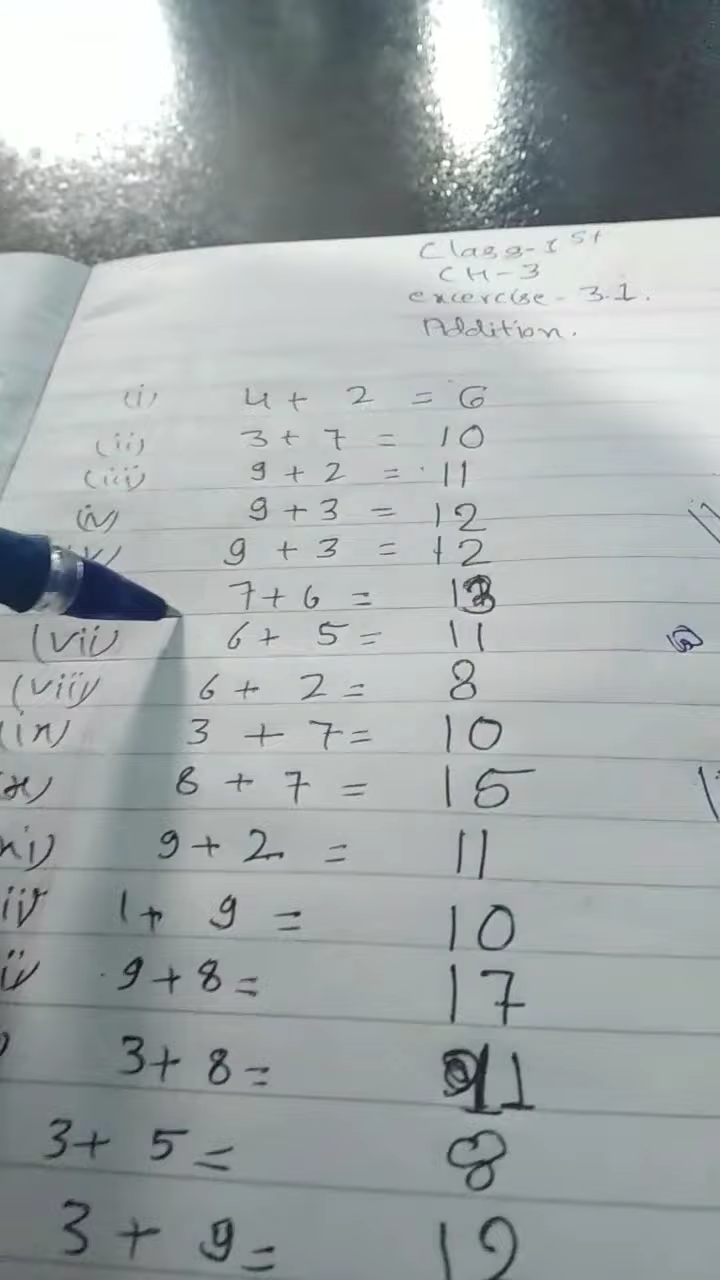 Class-1st
CH-3
excercise-3.1.
Addition.
(i) 4 + 2 = 6
(ii) 3 + 7 = 10
(iii) 9 + 2 = 11
(iv) 9 + 3 = 12
9 + 3 = 12
7 + 6 = 13
(vii) 6 + 5 = 11
(viii) 6 + 2 = 8
(ix) 3 + 7 = 10
x) 8 + 7 = 15
xi) 9 + 2 = 11
1 + 9 = 10
9 + 8 = 17
3 + 8 = 11
3 + 5 = 8
3 + 9 = 12